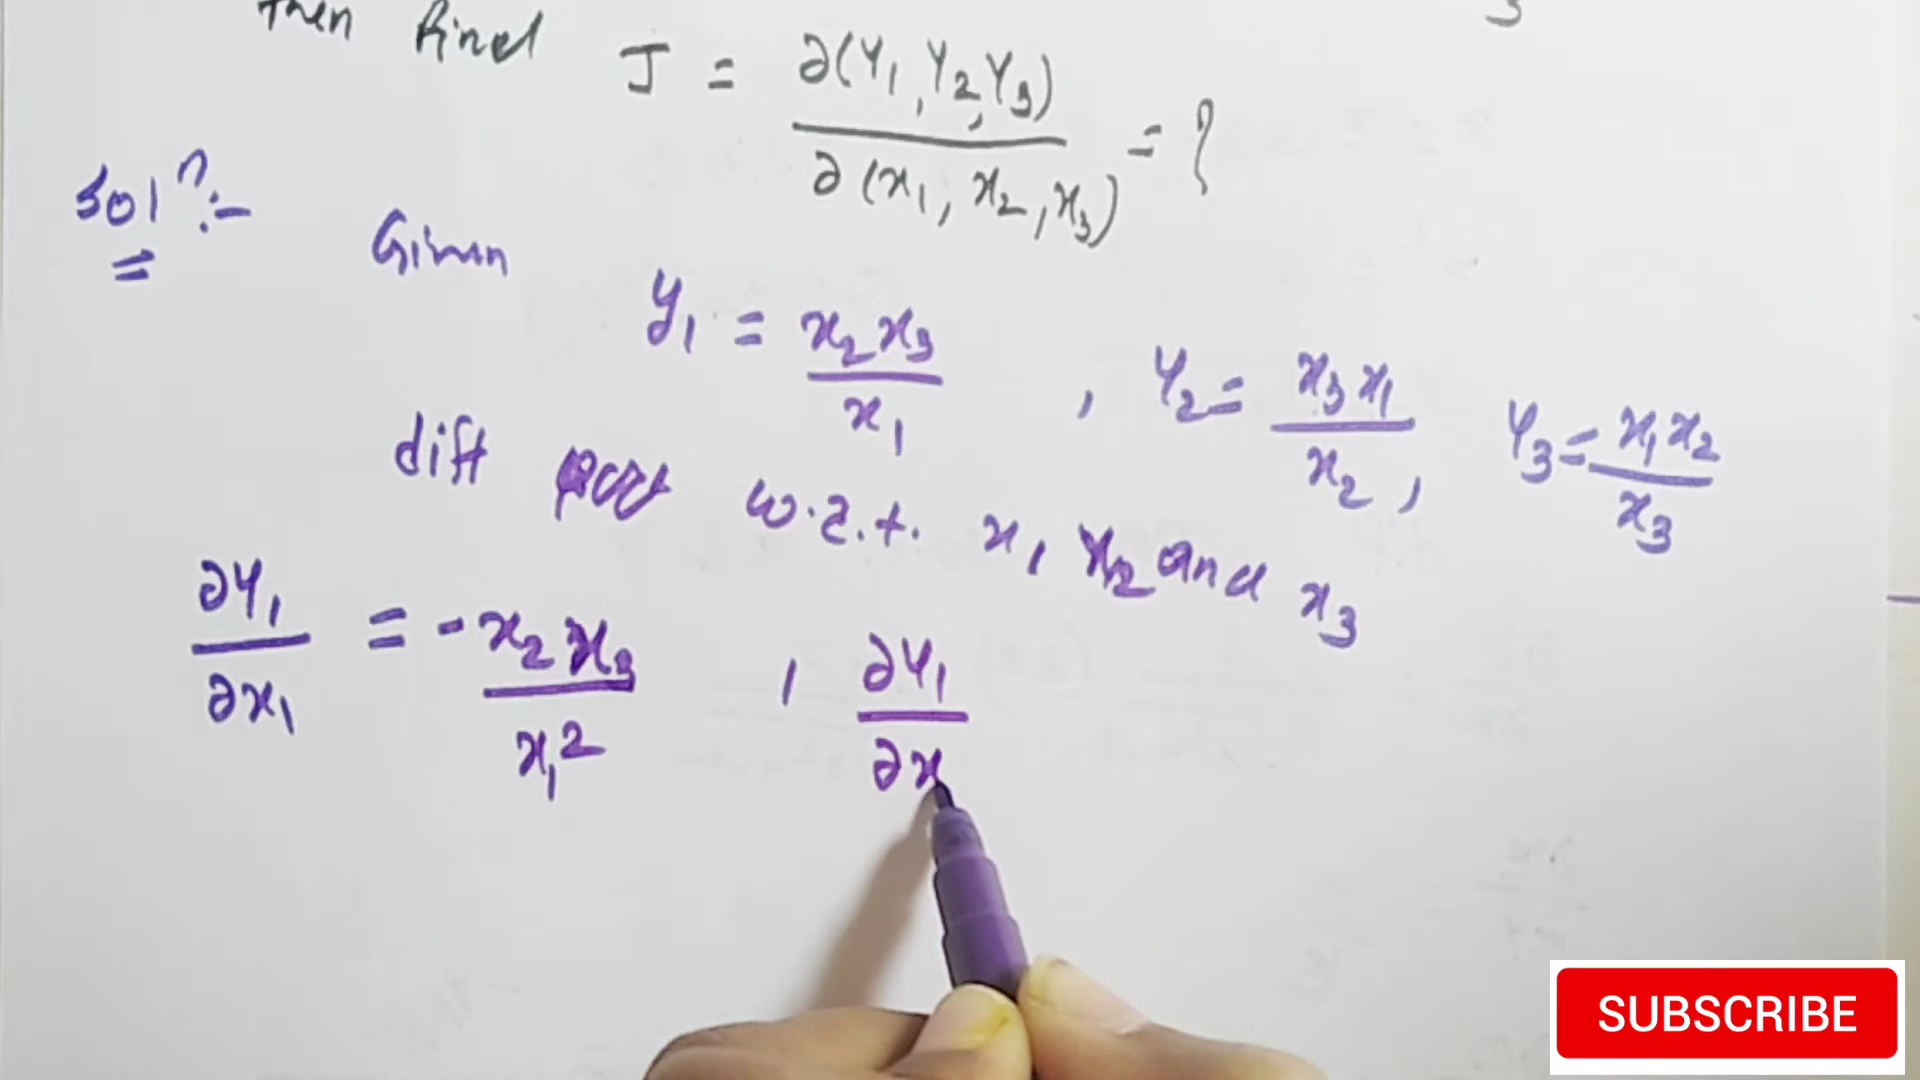 then find J = ∂(Y₁, Y₂, Y₃) / ∂(x₁, x₂, x₃) = ?
Solⁿ:-
Given y₁ = x₂x₃ / x₁ , Y₂ = x₃x₁ / x₂ , Y₃ = x₁x₂ / x₃
diff w.r.t. x₁ x₂ and x₃
∂Y₁ / ∂x₁ = - x₂x₃ / x₁² , ∂Y₁ / ∂x
SUBSCRIBE